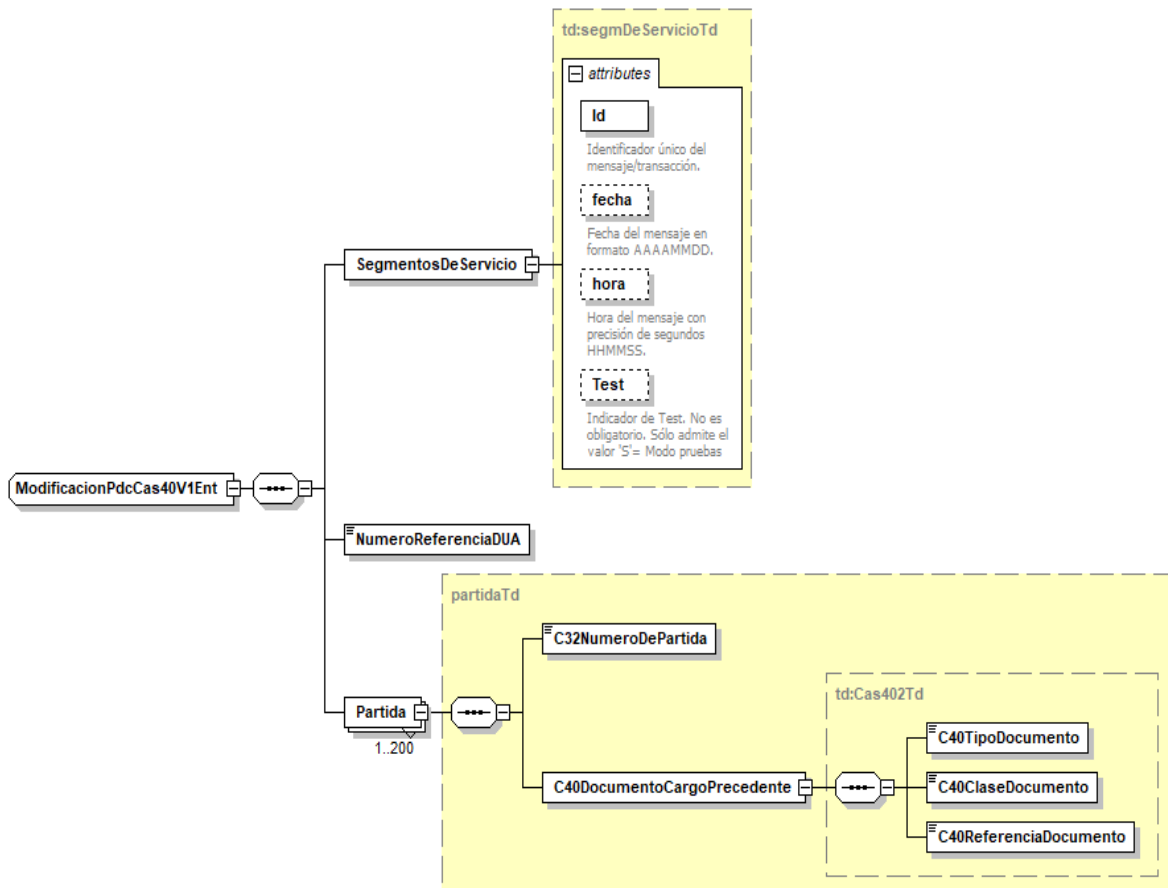 td:segmDeServicioTd
attributes
Id
Identificador único del
mensaje/transacción.
fecha
Fecha del mensaje en
formato AAAAMMDD.
hora
Hora del mensaje con
precisión de segundos
HHMMSS.
Test
Indicador de Test. No es
obligatorio. Sólo admite el
valor 'S'= Modo pruebas
SegmentosDeServicio
ModificacionPdcCas40V1Ent
NumeroReferenciaDUA
partidaTd
C32NumeroDePartida
td:Cas402Td
Partida
1..200
C40TipoDocumento
C40DocumentoCargoPrecedente
C40ClaseDocumento
C40ReferenciaDocumento